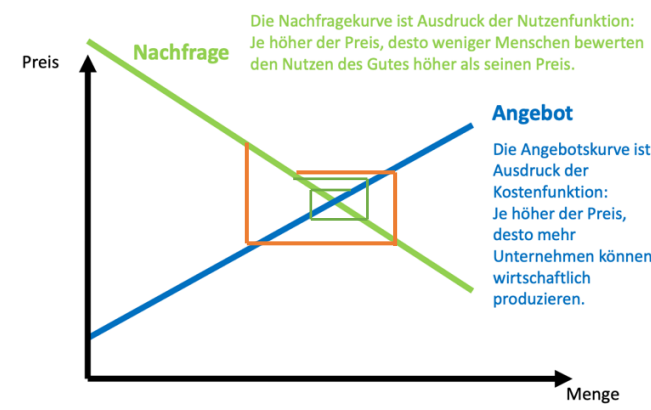 Die Nachfragekurve ist Ausdruck der Nutzenfunktion:
Je höher der Preis, desto weniger Menschen bewerten
den Nutzen des Gutes höher als seinen Preis.
Preis
Nachfrage
Angebot
Die Angebotskurve ist
Ausdruck der
Kostenfunktion:
Je höher der Preis,
desto mehr
Unternehmen können
wirtschaftlich
produzieren.
Menge